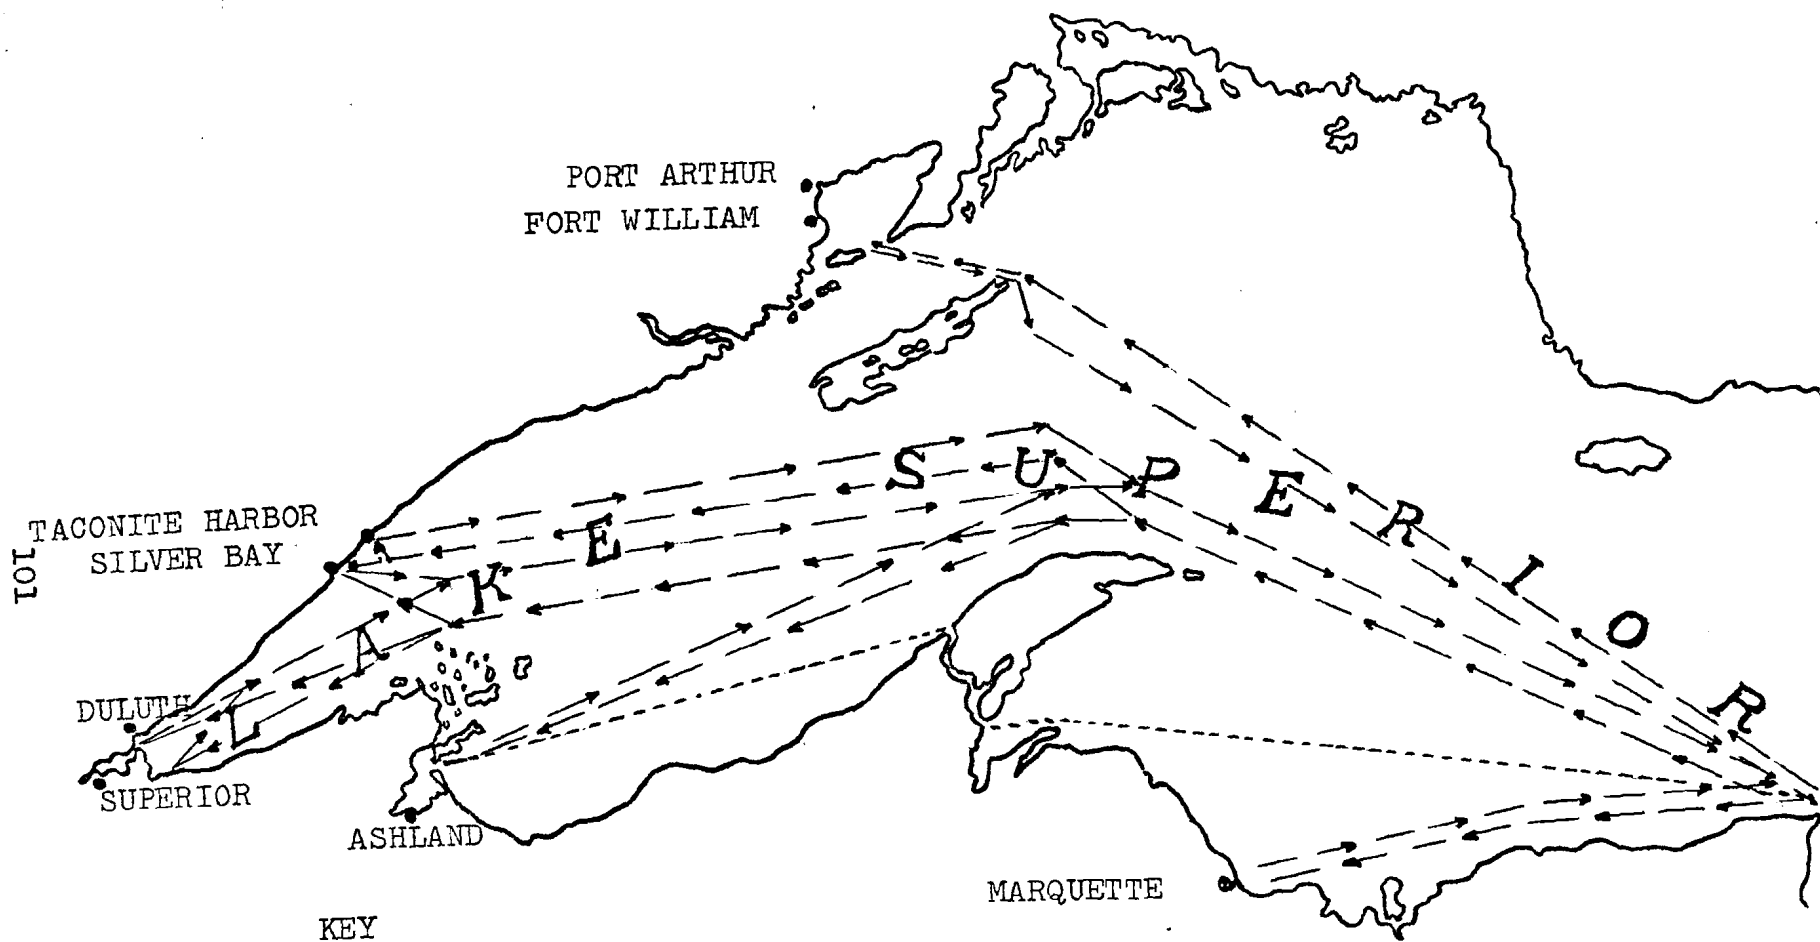 PORT ARTHUR
FORT WILLIAM
LAKE SUPERIOR
TACONITE HARBOR
SILVER BAY
101
DULUTH
SUPERIOR
ASHLAND
MARQUETTE
KEY